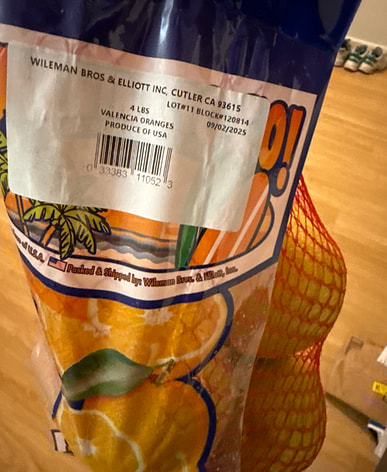 WILEMAN BROS & ELLIOTT INC, CUTLER CA 93615
LOT#11 BLOCK#120814
4 LBS
09/02/2025
VALENCIA ORANGES
PRODUCE OF USA
0 33383 11052 3
O!
of U.S.A.
Packed & Shipped by: Wileman Bros. & Elliott, Inc.